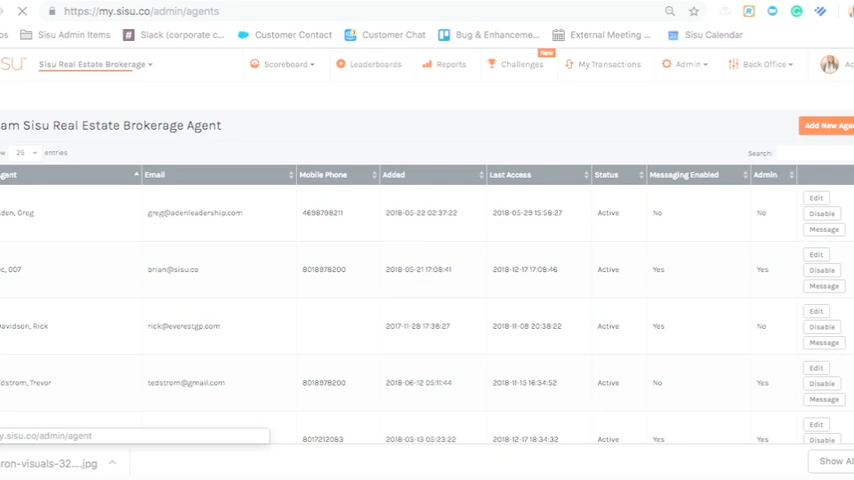 https://my.sisu.co/admin/agents
os Sisu Admin Items Slack (corporate c... Customer Contact Customer Chat Bug & Enhanceme... External Meeting ... Sisu Calendar
isu Sisu Real Estate Brokerage Scoreboard Leaderboards Reports Challenges New My Transactions Admin Back Office Ac
am Sisu Real Estate Brokerage Agent Add New Age
w 25 entries Search:
gent Email Mobile Phone Added Last Access Status Messaging Enabled Admin
den, Greg greg@adenleadership.com 4698798211 2018-05-22 02:37:22 2018-05-29 15:58:27 Active No No Edit
Disable
Message
c, 007 brian@sisu.co 8018978200 2018-05-21 17:08:41 2018-12-17 17:08:46 Active Yes Yes Edit
Disable
Message
avidson, Rick rick@everestgp.com 2017-11-28 17:38:27 2018-11-08 20:38:22 Active Yes No Edit
Disable
Message
dstrom, Trevor tedstrom@gmail.com 8018978200 2018-06-12 05:11:44 2018-11-15 16:34:52 Active No Yes Edit
Disable
Message
8017212083 2018-03-13 05:23:22 2018-12-17 18:34:32 Active Yes Yes Edit
Disable
y.sisu.co/admin/agent
ron-visuals-32....jpg Show Al